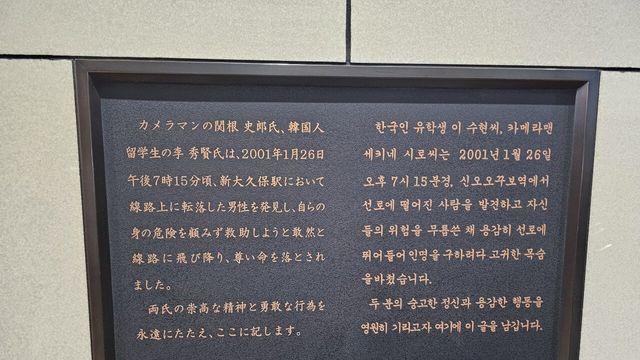 カメラマンの関根 史郎氏、韓国人
留学生の李 秀賢氏は、2001年1月26日
午後7時15分頃、新大久保駅において
線路上に転落した男性を発見し、自らの
身の危険を顧みず救助しようと敢然と
線路に飛び降り、尊い命を落とされ
ました。
両氏の崇高な精神と勇敢な行為を
永遠にたたえ、ここに記します。
한국인 유학생 이 수현씨, 카메라맨
세키네 시로씨는 2001년 1월 26일
오후 7시 15분경, 신오오쿠보역에서
선로에 떨어진 사람을 발견하고 자신
들의 위험을 무릅쓴 채 용감히 선로에
뛰어들어 인명을 구하려다 고귀한 목숨
을바쳤습니다.
두 분의 숭고한 정신과 용감한 행동을
영원히 기리고자 여기에 이 글을 남깁니다.